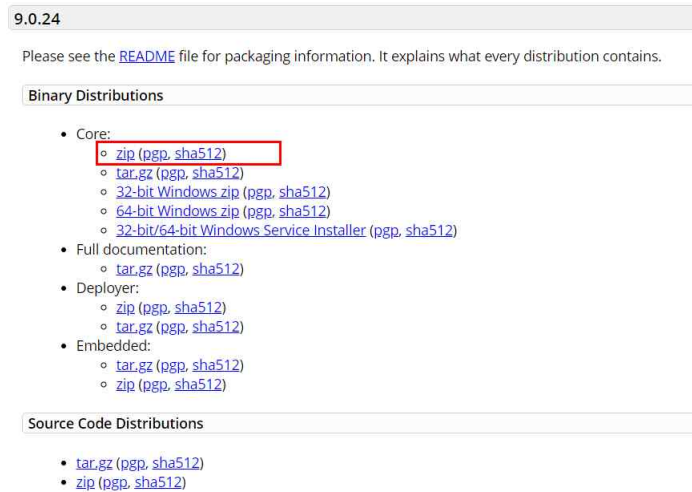 9.0.24
Please see the README file for packaging information. It explains what every distribution contains.
Binary Distributions
Core:
zip (pgp, sha512)
tar.gz (pgp, sha512)
32-bit Windows zip (pgp, sha512)
64-bit Windows zip (pgp, sha512)
32-bit/64-bit Windows Service Installer (pgp, sha512)
Full documentation:
tar.gz (pgp, sha512)
Deployer:
zip (pgp, sha512)
tar.gz (pgp, sha512)
Embedded:
tar.gz (pgp, sha512)
zip (pgp, sha512)
Source Code Distributions
tar.gz (pgp, sha512)
zip (pgp, sha512)